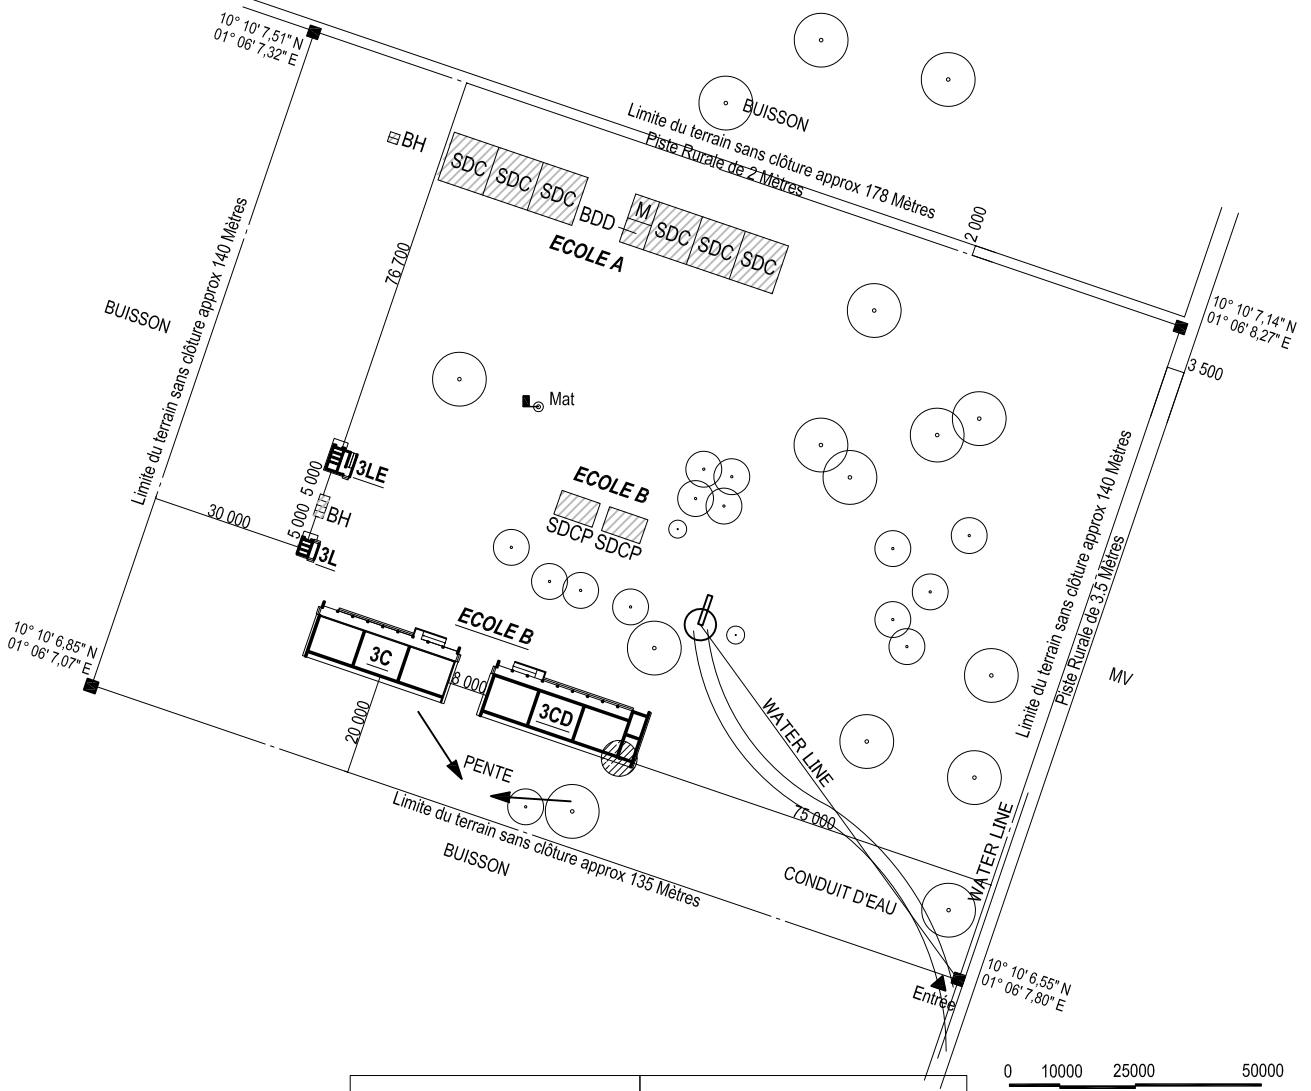 10° 10' 7,51" N
01° 06' 7,32" E
BUISSON
Limite du terrain sans clôture approx 178 Mètres
Piste Rurale de 2 Mètres
2 000
BH
SDC
SDC
SDC
BDD
M
SDC
SDC
SDC
ECOLE A
76 700
Limite du terrain sans clôture approx 140 Mètres
BUISSON
10° 10' 7,14" N
01° 06' 8,27" E
3 500
Mat
3LE
5 000
BH
5 000
30 000
3L
ECOLE B
SDCP
SDCP
Limite du terrain sans clôture approx 140 Mètres
Piste Rurale de 3.5 Mètres
MV
10° 10' 6,85" N
01° 06' 7,07" E
ECOLE B
3C
8 000
3CD
20 000
PENTE
WATER LINE
75 000
WATER LINE
Limite du terrain sans clôture approx 135 Mètres
BUISSON
CONDUIT D'EAU
10° 10' 6,55" N
01° 06' 7,80" E
Entrée
0 10000 25000 50000